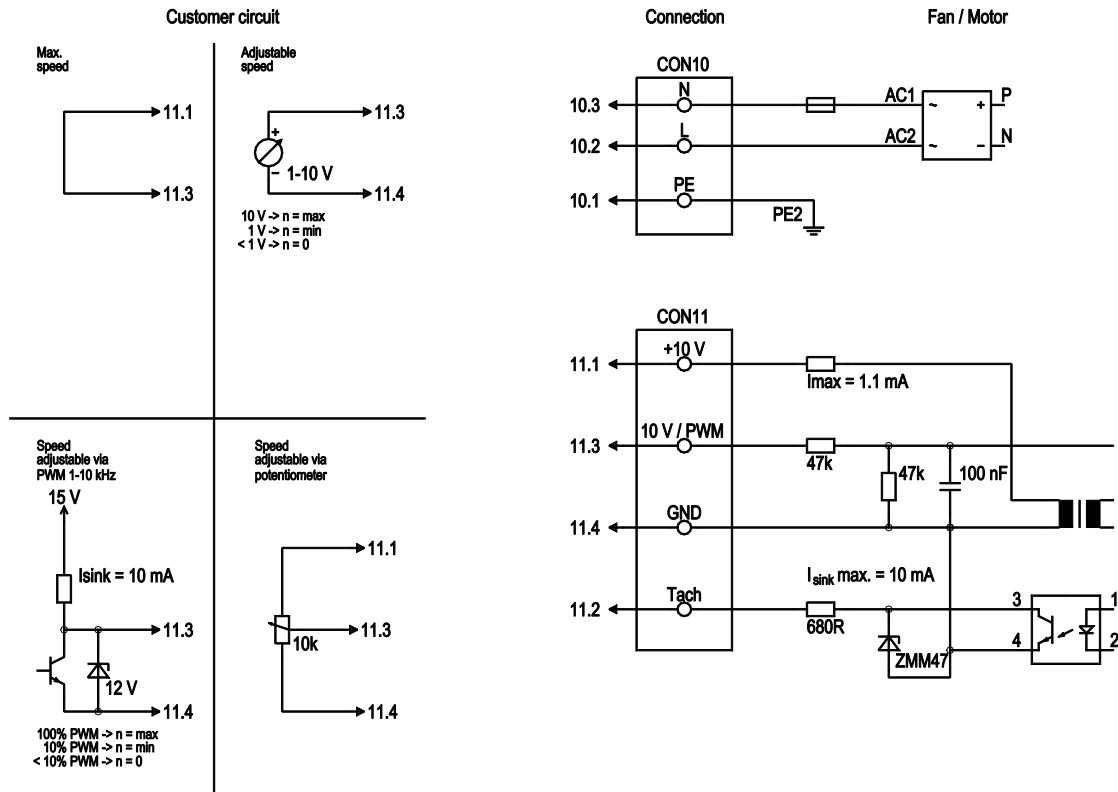 Customer circuit
Connection
Fan / Motor
Max.
speed
11.1
11.3
Adjustable
speed
11.3
+
−
1-10 V
11.4
10 V -> n = max
1 V -> n = min
< 1 V -> n = 0
CON10
N
10.3
AC1
~
+
P
L
10.2
AC2
~
−
N
PE
10.1
PE2
CON11
+10 V
11.1
Imax = 1.1 mA
10 V / PWM
11.3
47k
47k
100 nF
GND
11.4
Tach
11.2
Isink max. = 10 mA
680R
ZMM47
3
4
1
2
Speed
adjustable via
PWM 1-10 kHz
15 V
Isink = 10 mA
11.3
12 V
11.4
100% PWM -> n = max
10% PWM -> n = min
< 10% PWM -> n = 0
Speed
adjustable via
potentiometer
11.1
11.3
10k
11.4